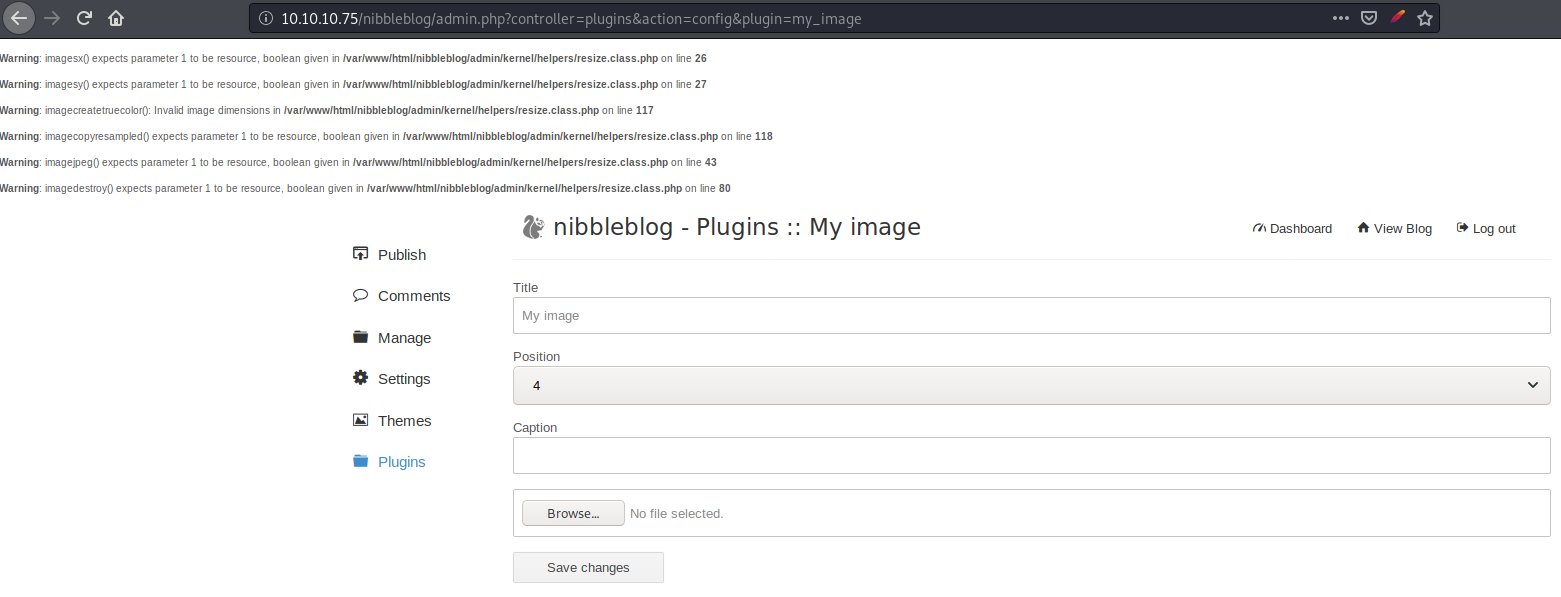 10.10.10.75/nibbleblog/admin.php?controller=plugins&action=config&plugin=my_image
Warning: imagesx() expects parameter 1 to be resource, boolean given in /var/www/html/nibbleblog/admin/kernel/helpers/resize.class.php on line 26
Warning: imagesy() expects parameter 1 to be resource, boolean given in /var/www/html/nibbleblog/admin/kernel/helpers/resize.class.php on line 27
Warning: imagecreatetruecolor(): Invalid image dimensions in /var/www/html/nibbleblog/admin/kernel/helpers/resize.class.php on line 117
Warning: imagecopyresampled() expects parameter 1 to be resource, boolean given in /var/www/html/nibbleblog/admin/kernel/helpers/resize.class.php on line 118
Warning: imagejpeg() expects parameter 1 to be resource, boolean given in /var/www/html/nibbleblog/admin/kernel/helpers/resize.class.php on line 43
Warning: imagedestroy() expects parameter 1 to be resource, boolean given in /var/www/html/nibbleblog/admin/kernel/helpers/resize.class.php on line 80
nibbleblog - Plugins :: My image
Dashboard View Blog Log out
Publish
Comments
Manage
Settings
Themes
Plugins
Title
My image
Position
4
Caption
Browse... No file selected.
Save changes